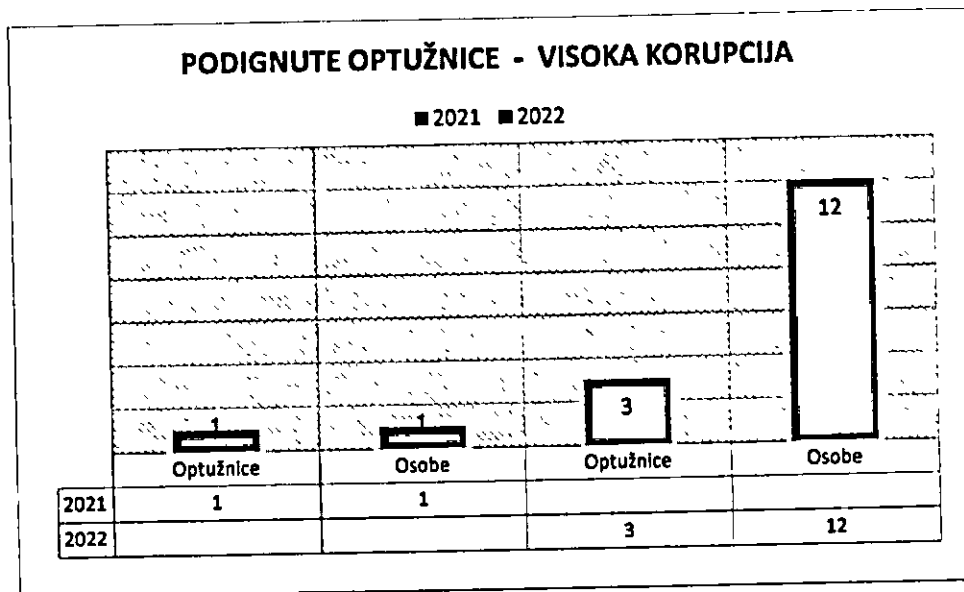 PODIGNUTE OPTUŽNICE - VISOKA KORUPCIJA
2021 2022
1 1 3 12
Optužnice Osobe Optužnice Osobe
2021 1 1
2022 3 12